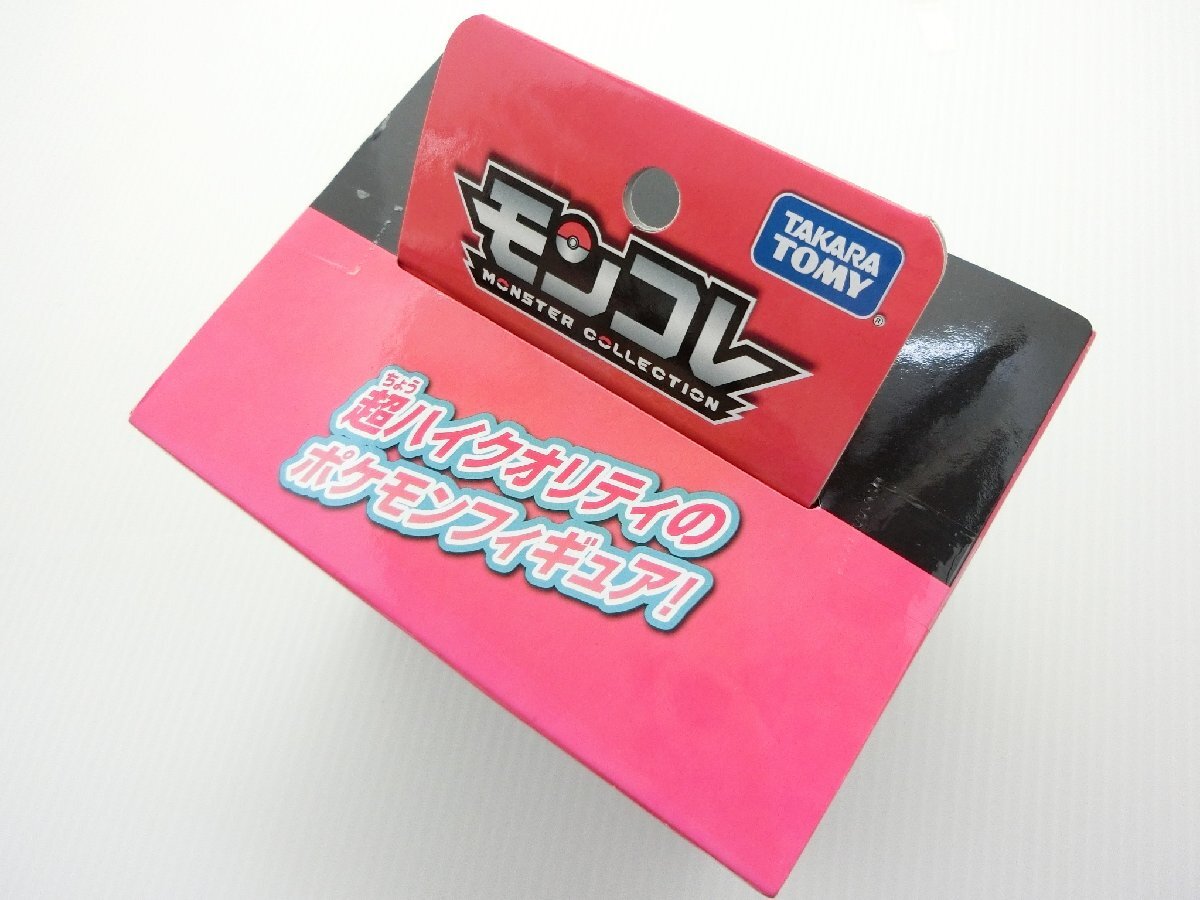 モンコレ
MONSTER COLLECTION
TAKARA
TOMY
®
ちょう
超ハイクオリティの
ポケモンフィギュア!